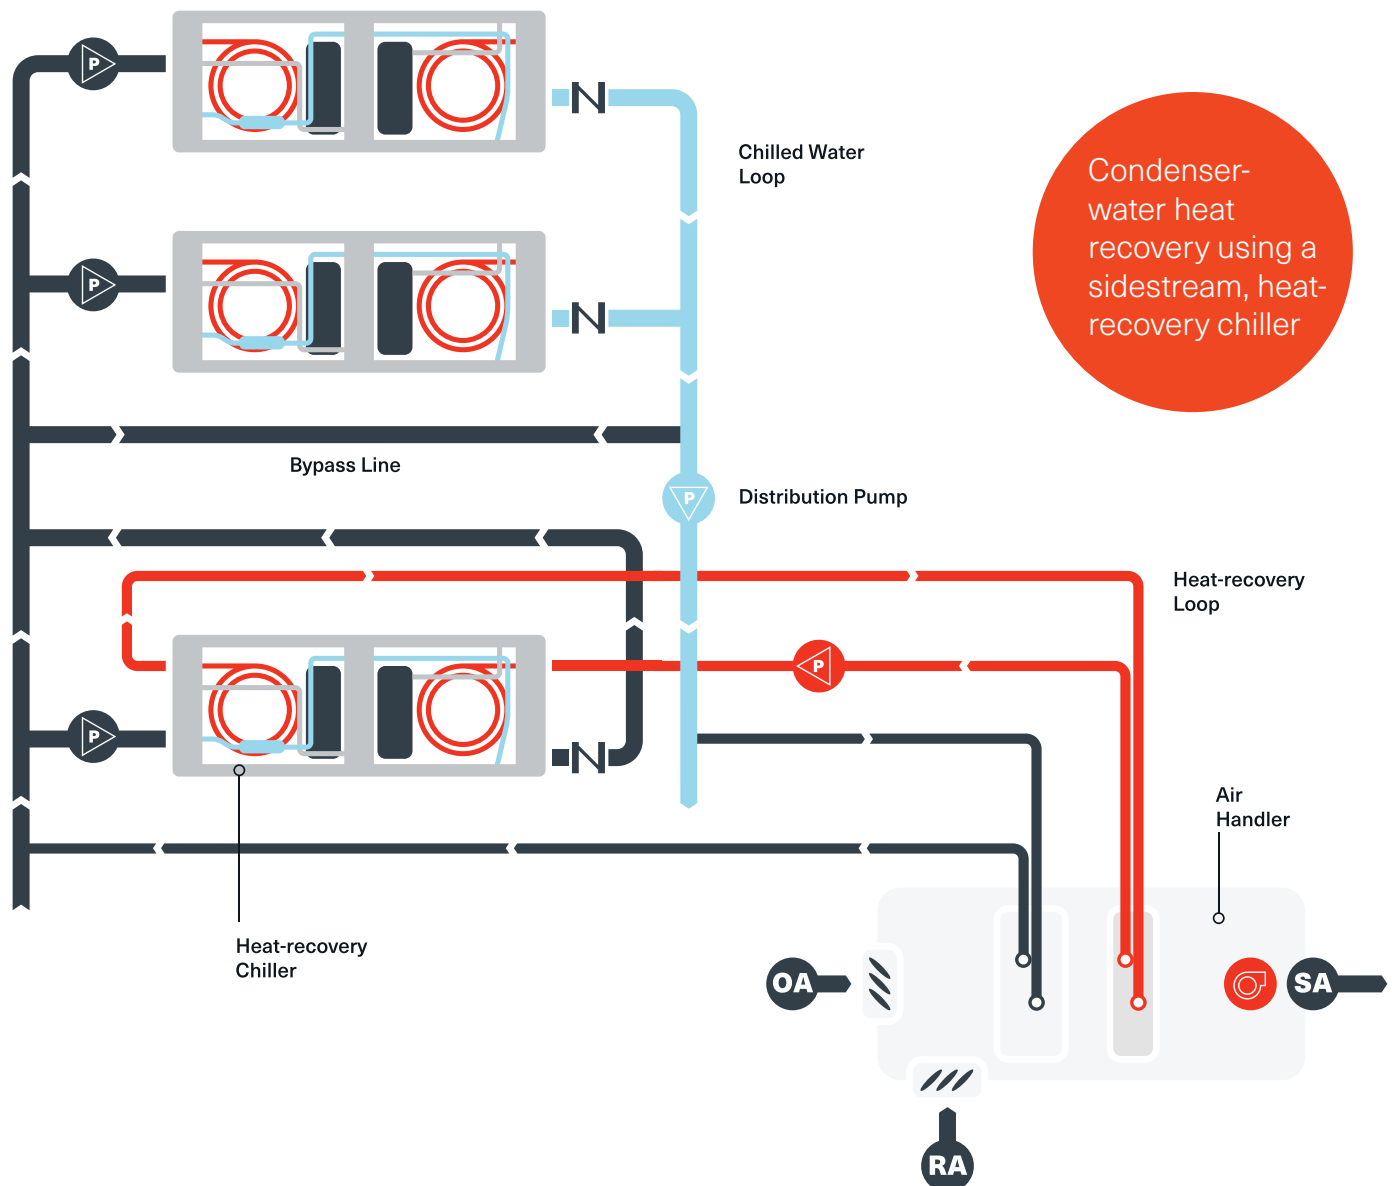 P
Chilled Water
Loop
Condenser-
water heat
recovery using a
sidestream, heat-
recovery chiller
P
Bypass Line
P
Distribution Pump
Heat-recovery
Loop
P
P
Air
Handler
Heat-recovery
Chiller
OA
SA
RA